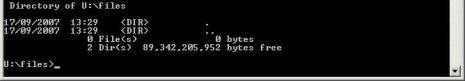 Directory of U:\files
17/09/2007  13:29    <DIR>          .
17/09/2007  13:29    <DIR>          ..
0 File(s)              0 bytes
2 Dir(s)  89,342,205,952 bytes free
U:\files>_